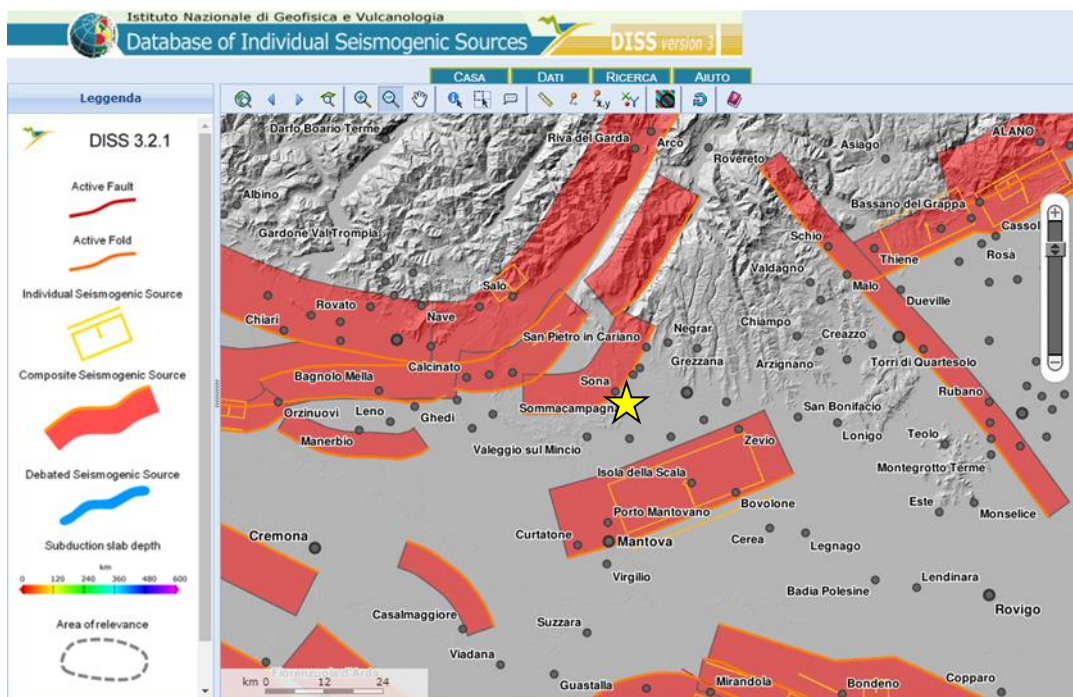 Istituto Nazionale di Geofisica e Vulcanologia
Database of Individual Seismogenic Sources
DISS version 3
CASA DATI RICERCA AIUTO
Leggenda
DISS 3.2.1
Active Fault
Active Fold
Individual Seismogenic Source
Composite Seismogenic Source
Debated Seismogenic Source
Subduction slab depth
km
0 120 240 360 480 600
Area of relevance
x,y
Darfo Boario Terme
Riva del Garda
Arco
Rovereto
Asiago
ALANO
Albino
Gardone Val Trompia
Bassano del Grappa
Cassol
Schio
Thiene
Rosà
Valdagno
Malo
Salò
Dueville
Rovato
Nave
Chiari
San Pietro in Cariano
Negrar
Chiampo
Creazzo
Grezzana
Arzignano
Torri di Quartesolo
Calcinato
Bagnolo Mella
Sona
Rubano
Orzinuovi
Leno
Ghedi
Sommacampagna
San Bonifacio
Lonigo
Teolo
Manerbio
Valeggio sul Mincio
Zevio
Montegrotto Terme
Isola della Scala
Bovolone
Este
Monselice
Porto Mantovano
Cremona
Curtatone
Mantova
Cerea
Legnago
Virgilio
Badia Polesine
Lendinara
Rovigo
Casalmaggiore
Suzzara
Viadana
Fiorenzuola d'Arda
km 0 12 24
Guastalla
Mirandola
Bondeno
Copparo